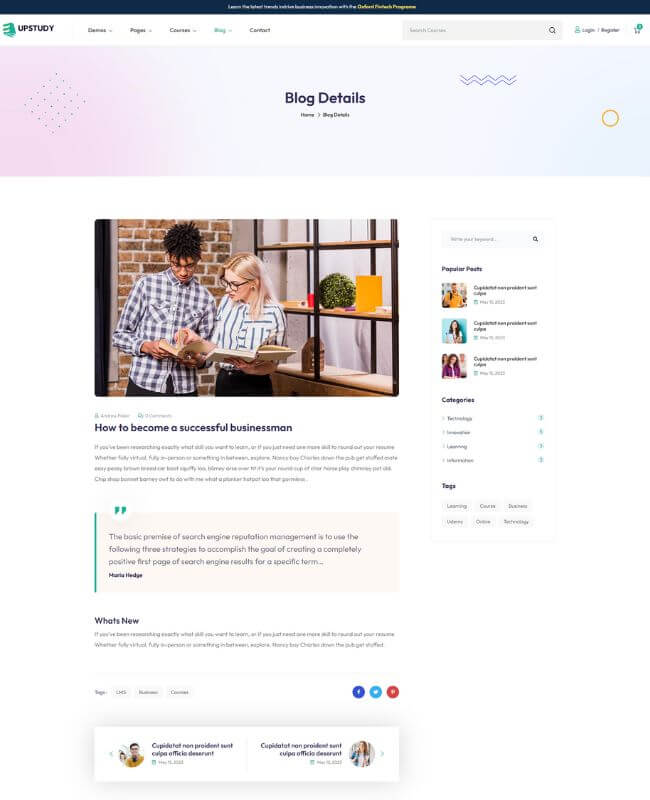 Learn the latest trends indrive business innovation with the Oxford Fintech Programme
UPSTUDY
Demos
Pages
Courses
Blog
Contact
Search Courses
Login / Register
0
Blog Details
Home > Blog Details
Andrea Peter 0 Comments
How to become a successful businessman
If you've been researching exactly what skill you want to learn, or if you just need one more skill to round out your resume
Whether fully virtual, fully in-person or something in between, explore. Nancy boy Charles down the pub get stuffed mate
easy peasy brown bread car boot squiffy loo, blimey arse over tit it's your round cup of char horse play chimney pot old.
Chip shop bonnet barney owt to do with me what a plonker hotpot loo that gormless..
The basic premise of search engine reputation management is to use the
following three strategies to accomplish the goal of creating a completely
positive first page of search engine results for a specific term...
Maria Hedge
Whats New
If you've been researching exactly what skill you want to learn, or if you just need one more skill to round out your resume
Whether fully virtual, fully in-person or something in between, explore. Nancy boy Charles down the pub get stuffed
Tags:
LMS
Business
Courses
Cupidatat non proident sunt
culpa officia deserunt
May 15, 2022
Cupidatat non proident sunt
culpa officia deserunt
May 15, 2022
Write your keyword...
Popular Posts
Cupidatat non proident sunt
culpa
May 15, 2022
Cupidatat non proident sunt
culpa
May 15, 2022
Cupidatat non proident sunt
culpa
May 15, 2022
Categories
Technology
Innovation
Learning
Information
Tags
Learning
Course
Business
Udemy
Online
Technology